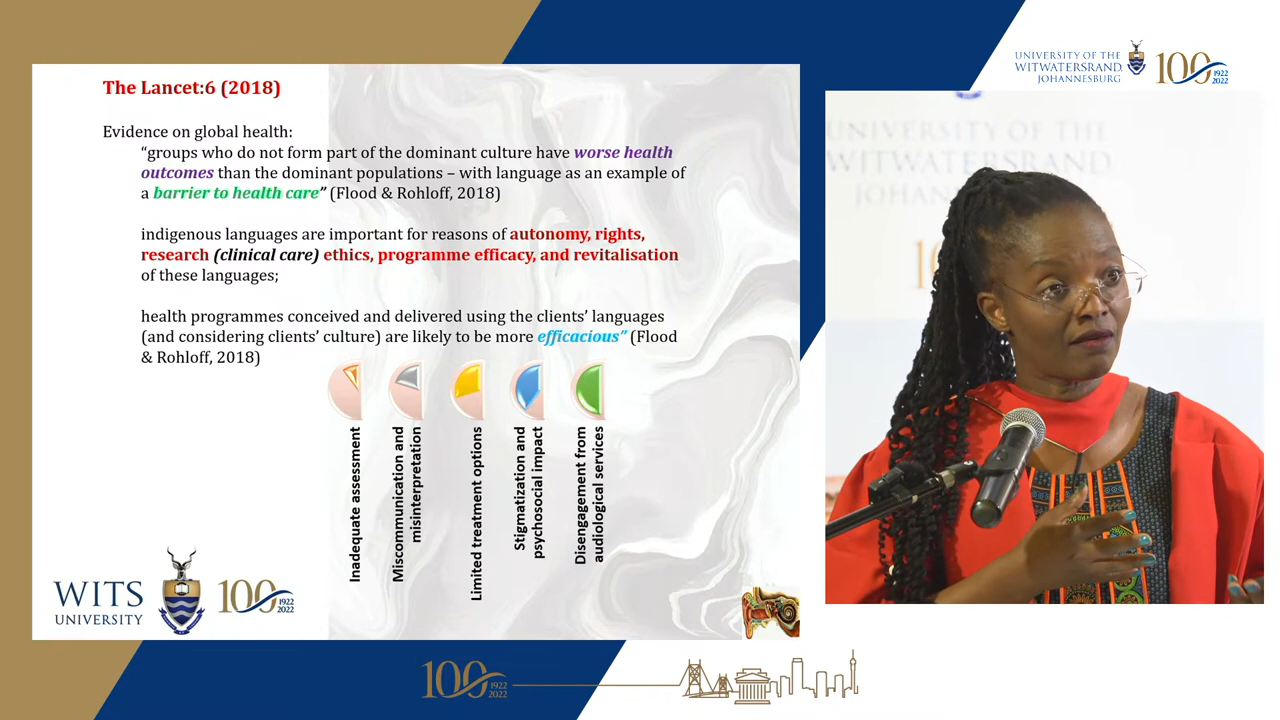 The Lancet:6 (2018)
Evidence on global health:
“groups who do not form part of the dominant culture have worse health
outcomes than the dominant populations – with language as an example of
a barrier to health care” (Flood & Rohloff, 2018)
indigenous languages are important for reasons of autonomy, rights,
research (clinical care) ethics, programme efficacy, and revitalisation
of these languages;
health programmes conceived and delivered using the clients’ languages
(and considering clients’ culture) are likely to be more efficacious” (Flood
& Rohloff, 2018)
Inadequate assessment
Miscommunication and
misinterpretation
Limited treatment options
Stigmatization and
psychosocial impact
Disengagement from
audiological services
WITS
UNIVERSITY
100 1922
2022
UNIVERSITY OF THE
WITWATERSRAND,
JOHANNESBURG
100 1922
2022
UNIVERSITY OF THE
WITWATERSRAND
JOHANNESBURG
100 1922
2022